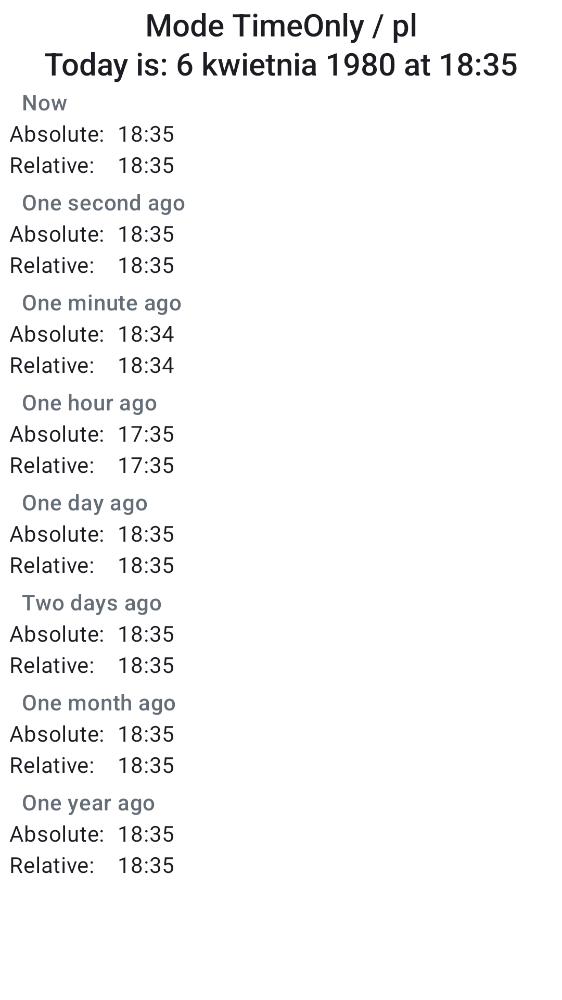 Mode TimeOnly / pl
Today is: 6 kwietnia 1980 at 18:35
Now
Absolute: 18:35
Relative: 18:35
One second ago
Absolute: 18:35
Relative: 18:35
One minute ago
Absolute: 18:34
Relative: 18:34
One hour ago
Absolute: 17:35
Relative: 17:35
One day ago
Absolute: 18:35
Relative: 18:35
Two days ago
Absolute: 18:35
Relative: 18:35
One month ago
Absolute: 18:35
Relative: 18:35
One year ago
Absolute: 18:35
Relative: 18:35